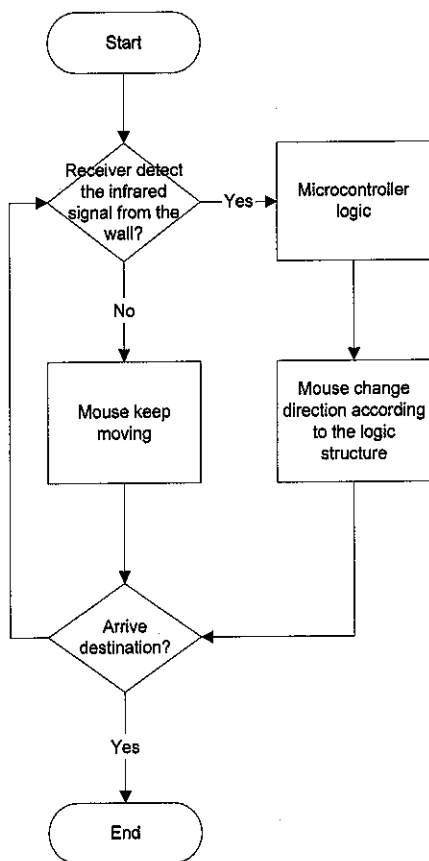 Start
Receiver detect
the infrared
signal from the
wall?
Yes
Microcontroller
logic
No
Mouse keep
moving
Mouse change
direction according
to the logic
structure
Arrive
destination?
Yes
End